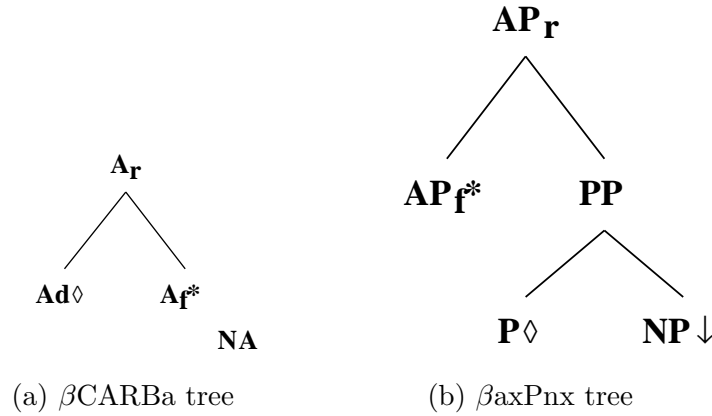 APr
Ar
APf* PP
Ad◊ Af*
NA
P◊ NP↓
(a) βCARBa tree (b) βaxPnx tree